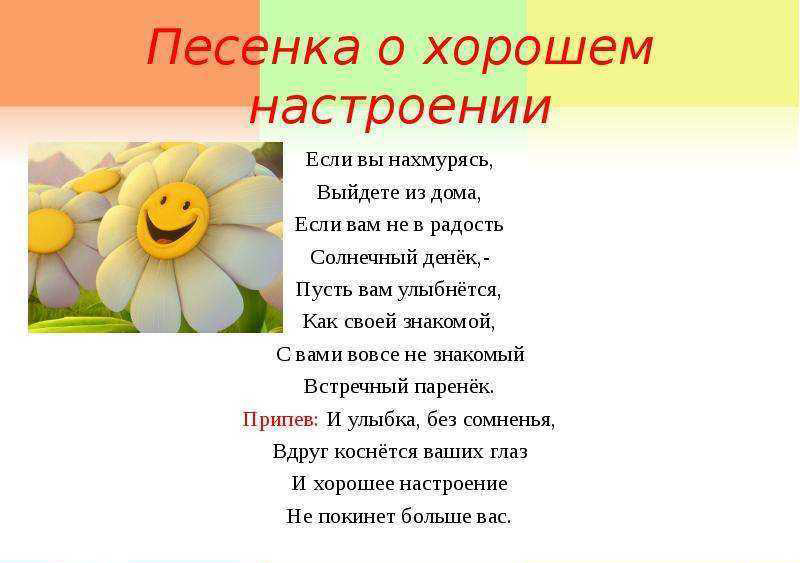 Песенка о хорошем
настроении
Если вы нахмурясь,
Выйдете из дома,
Если вам не в радость
Солнечный денёк,-
Пусть вам улыбнётся,
Как своей знакомой,
С вами вовсе не знакомый
Встречный паренёк.
Припев: И улыбка, без сомненья,
Вдруг коснётся ваших глаз
И хорошее настроение
Не покинет больше вас.